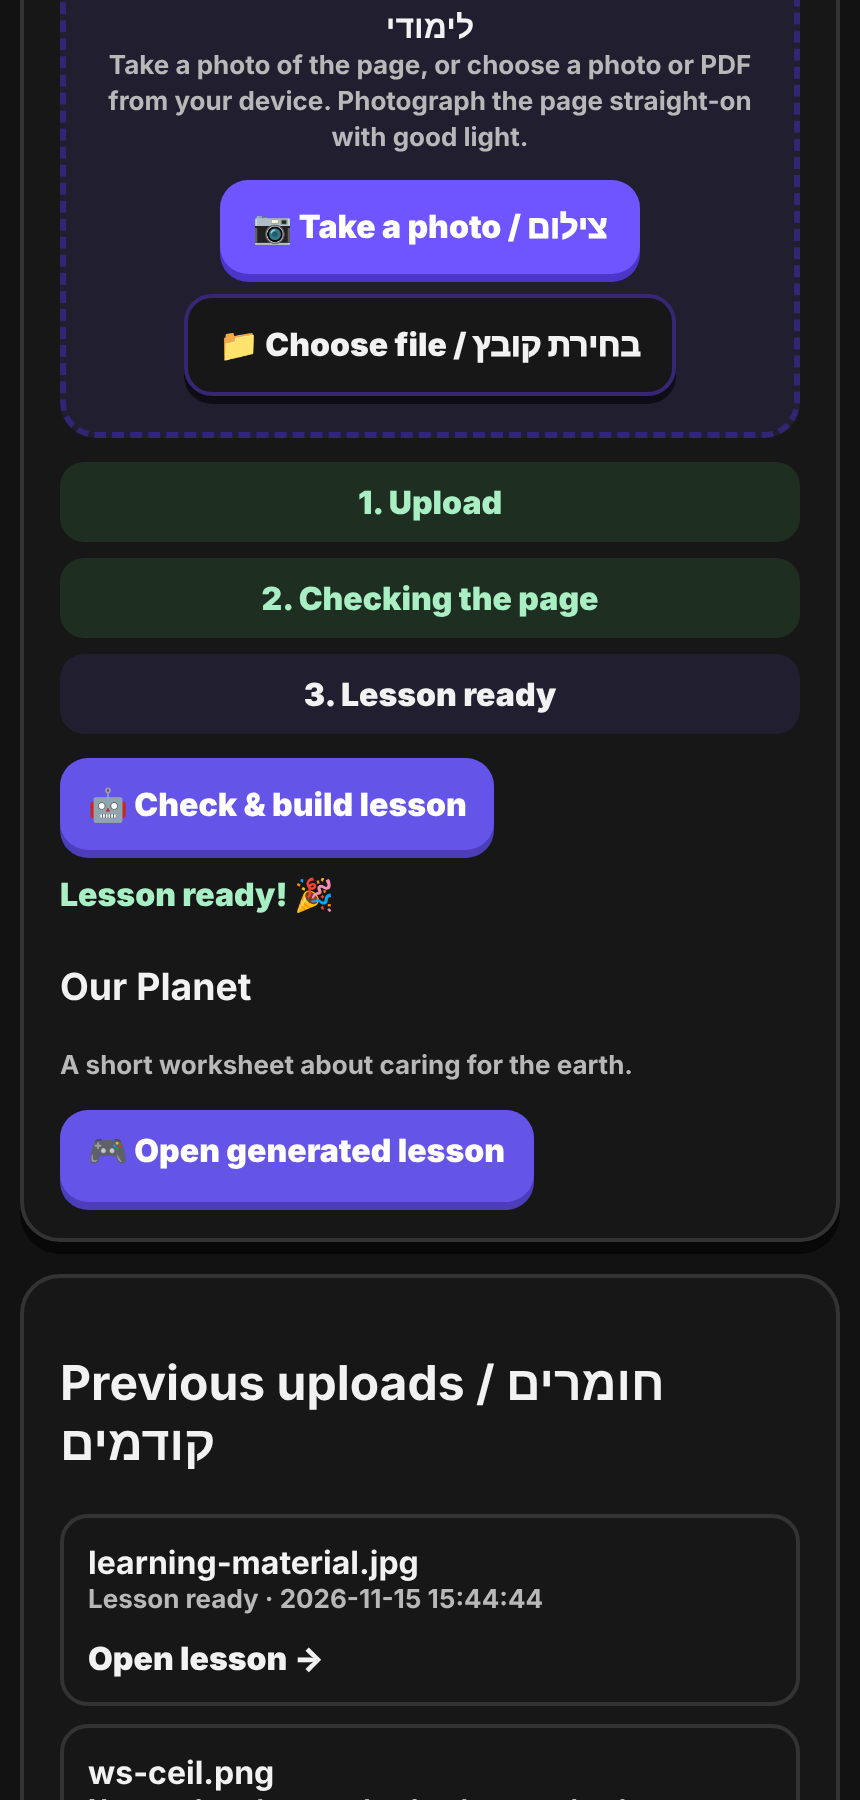 לימודי
Take a photo of the page, or choose a photo or PDF
from your device. Photograph the page straight-on
with good light.
📷 Take a photo / צילום
📁 Choose file / בחירת קובץ
1. Upload
2. Checking the page
3. Lesson ready
🤖 Check & build lesson
Lesson ready! 🎉
Our Planet
A short worksheet about caring for the earth.
🎮 Open generated lesson
Previous uploads / חומרים
קודמים
learning-material.jpg
Lesson ready · 2026-11-15 15:44:44
Open lesson →
ws-ceil.png